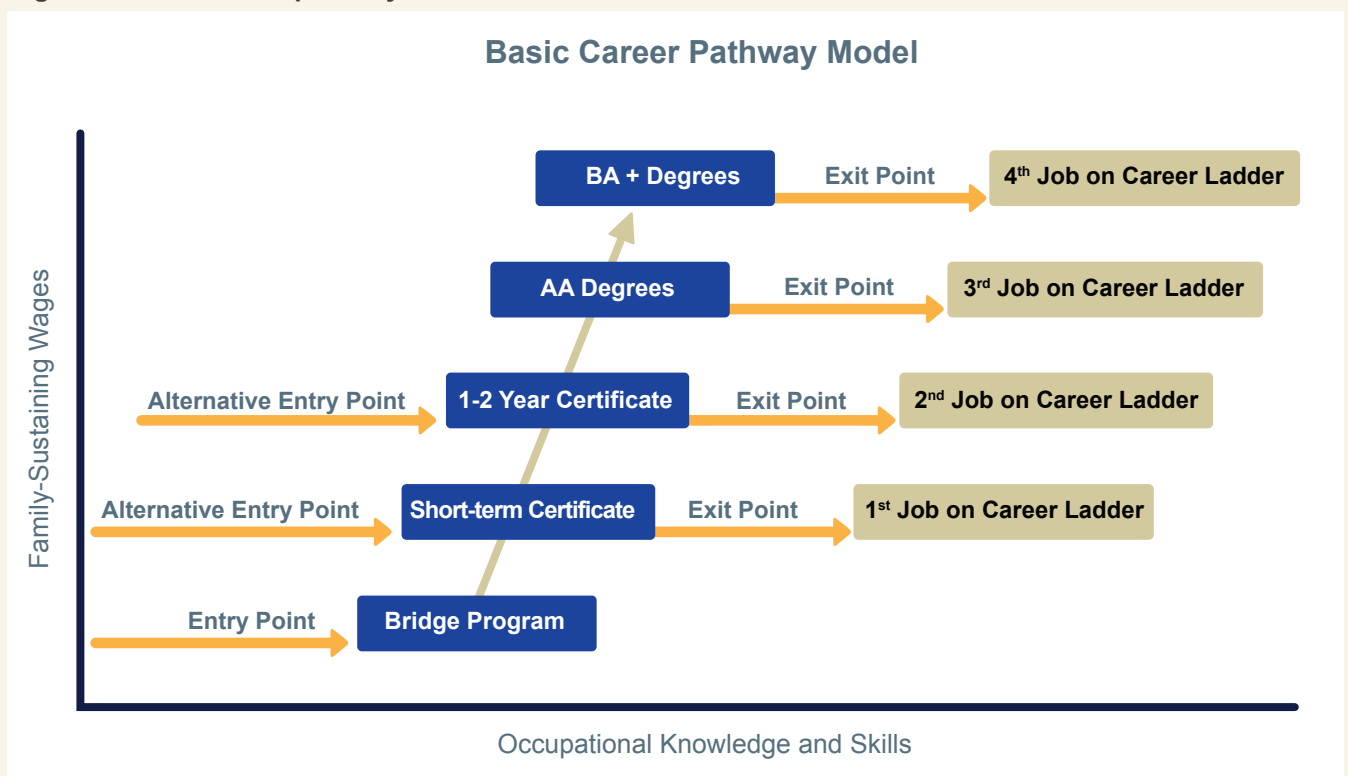 Basic Career Pathway Model
BA + Degrees
Exit Point
4th Job on Career Ladder
AA Degrees
Exit Point
3rd Job on Career Ladder
Alternative Entry Point
1-2 Year Certificate
Exit Point
2nd Job on Career Ladder
Alternative Entry Point
Short-term Certificate
Exit Point
1st Job on Career Ladder
Entry Point
Bridge Program
Family-Sustaining Wages
Occupational Knowledge and Skills